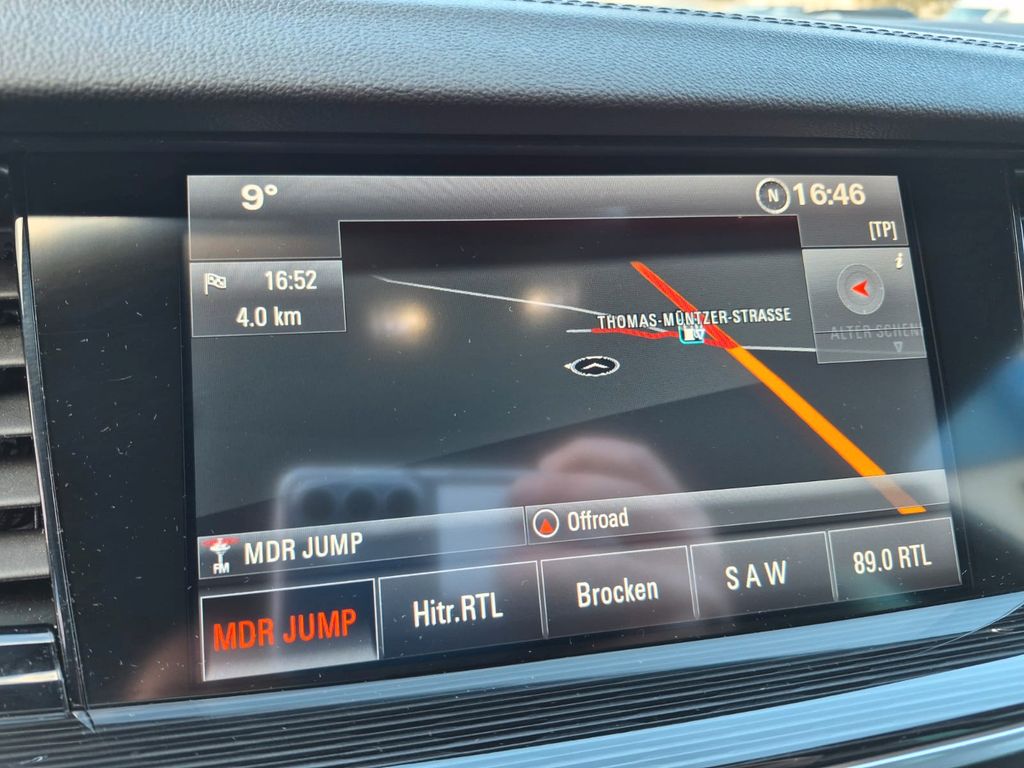 9°
N 16:46
[TP]
16:52
4.0 km
i
THOMAS-MÜNTZER-STRASSE
ALTER SCHEN
FM MDR JUMP
Offroad
MDR JUMP
Hitr.RTL
Brocken
S A W
89.0 RTL